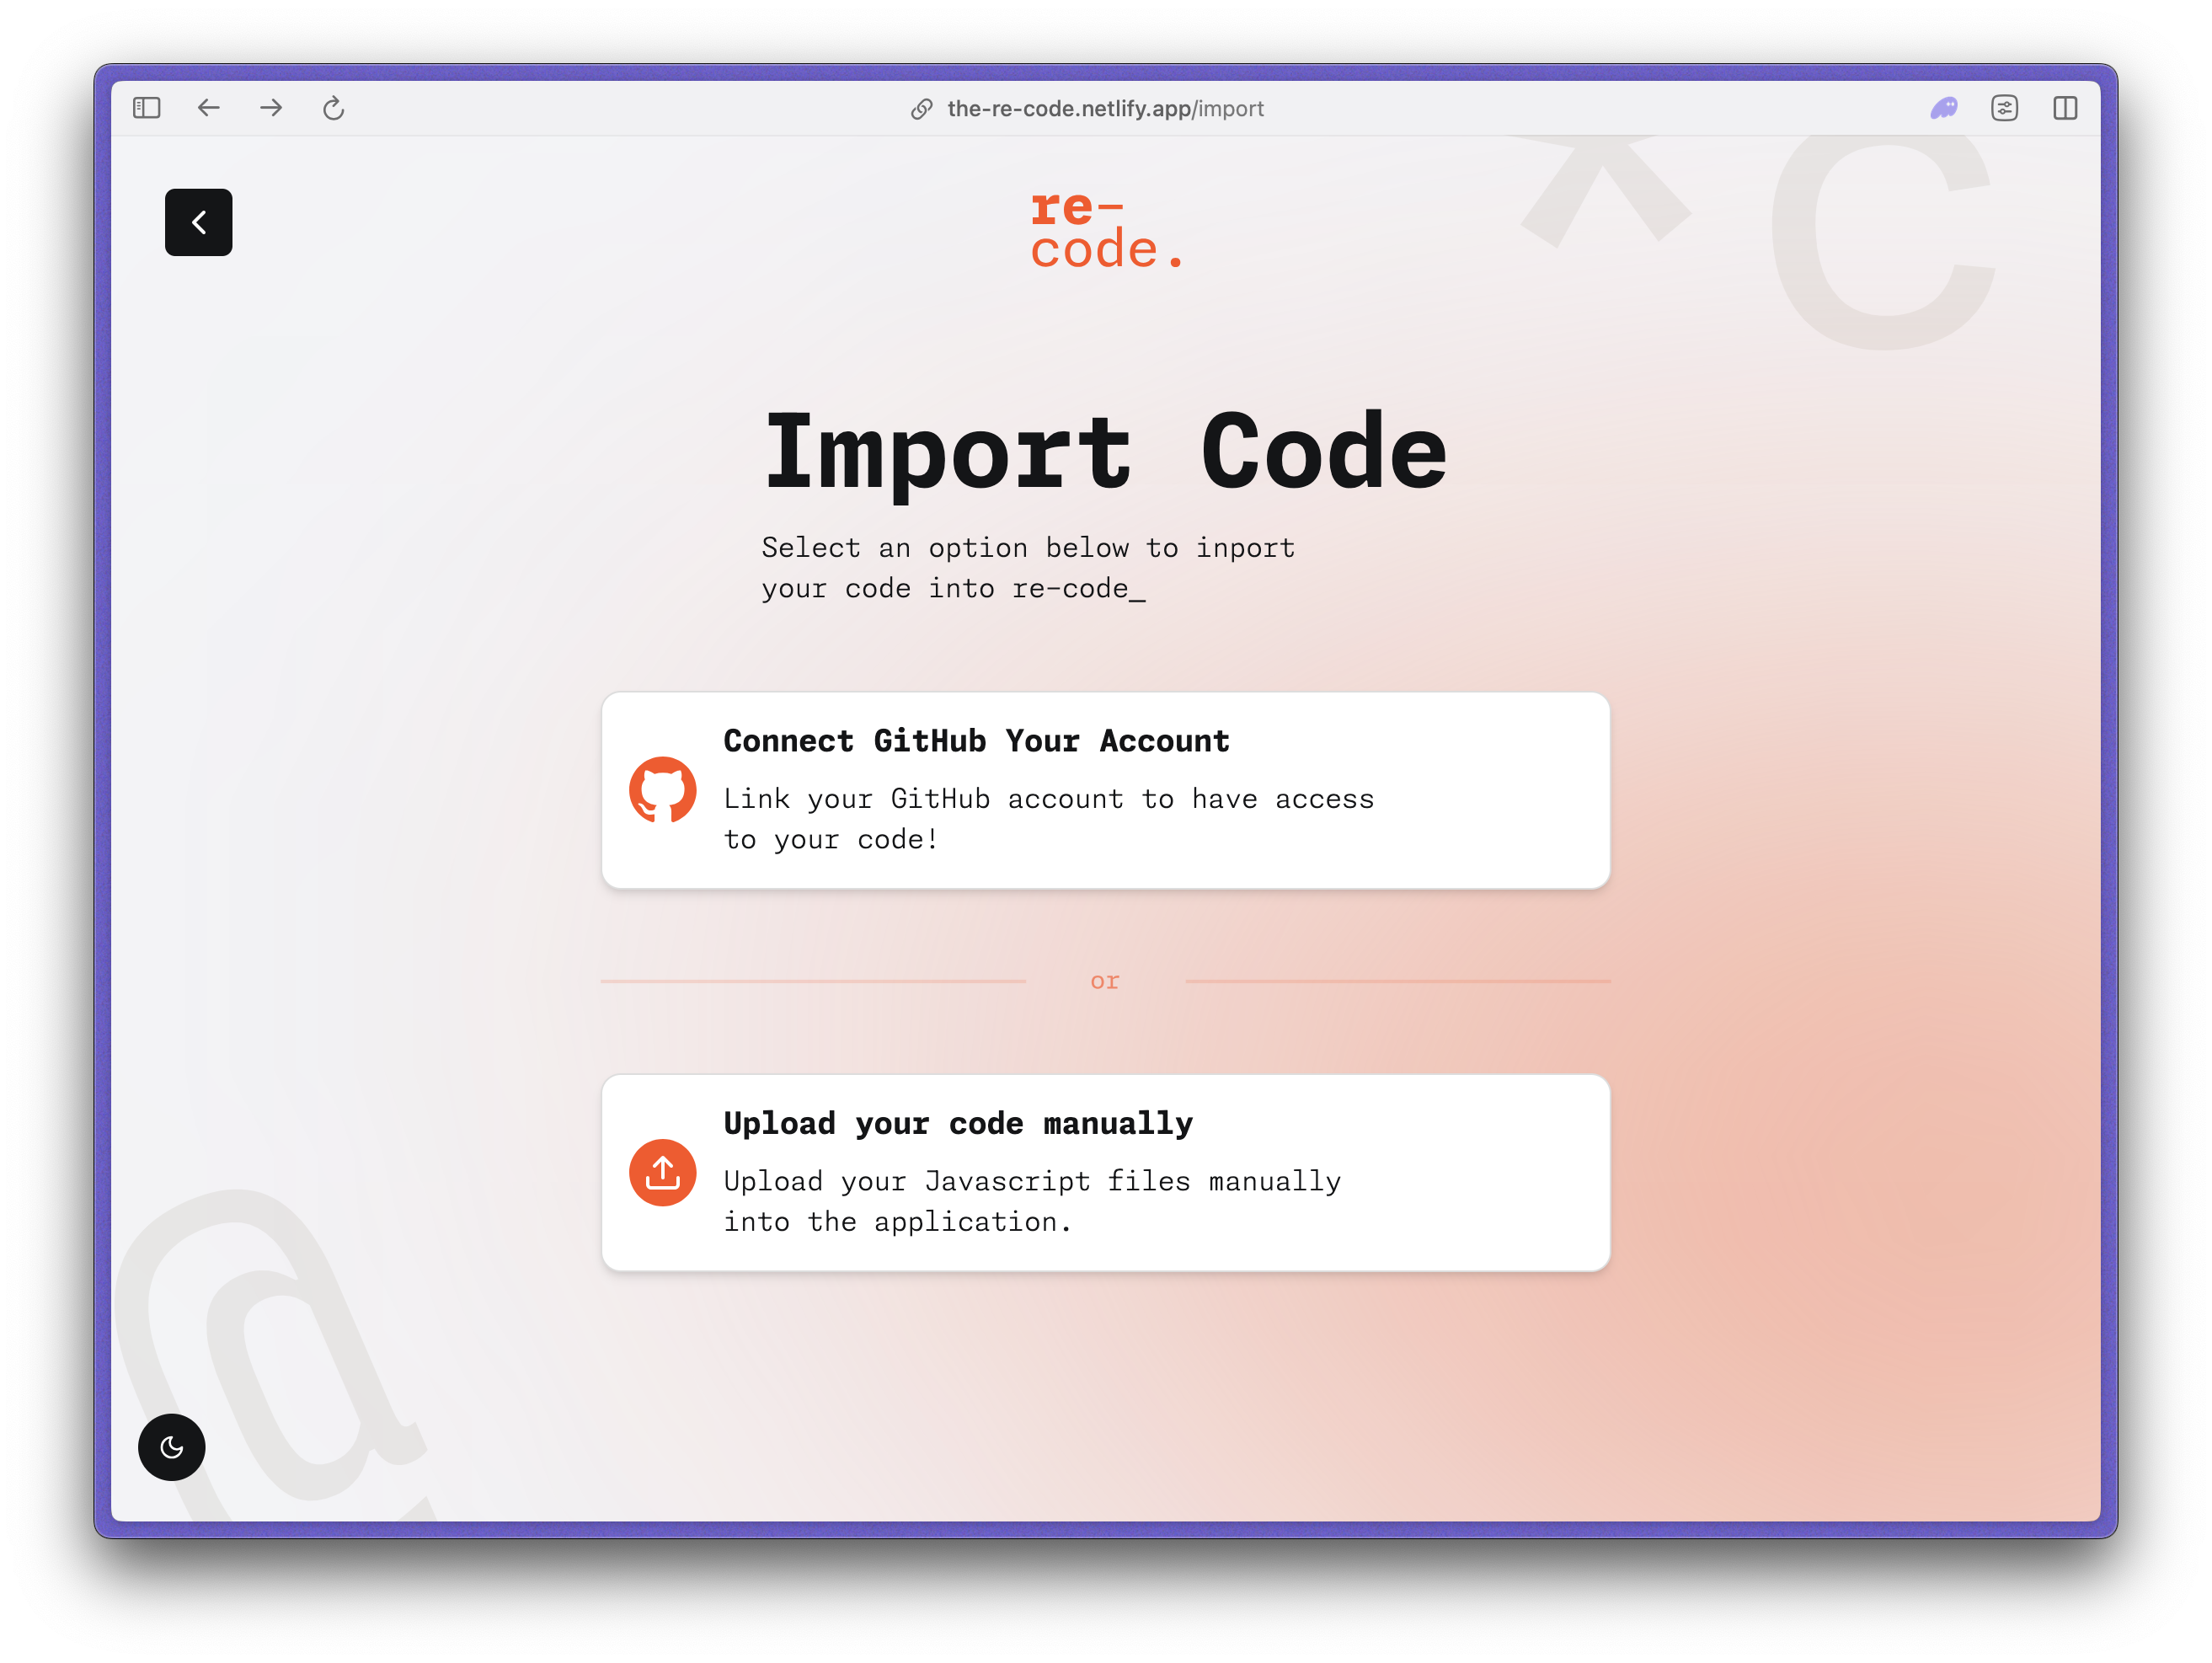 the-re-code.netlify.app/import
* C
re-
code.
Import Code
Select an option below to inport
your code into re-code_
Connect GitHub Your Account
Link your GitHub account to have access
to your code!
or
Upload your code manually
Upload your Javascript files manually
into the application.
@